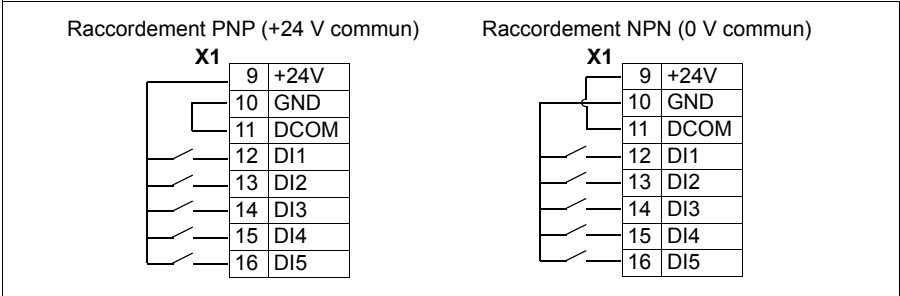 Raccordement PNP (+24 V commun)
X1
9 +24V
10 GND
11 DCOM
12 DI1
13 DI2
14 DI3
15 DI4
16 DI5
Raccordement NPN (0 V commun)
X1
9 +24V
10 GND
11 DCOM
12 DI1
13 DI2
14 DI3
15 DI4
16 DI5